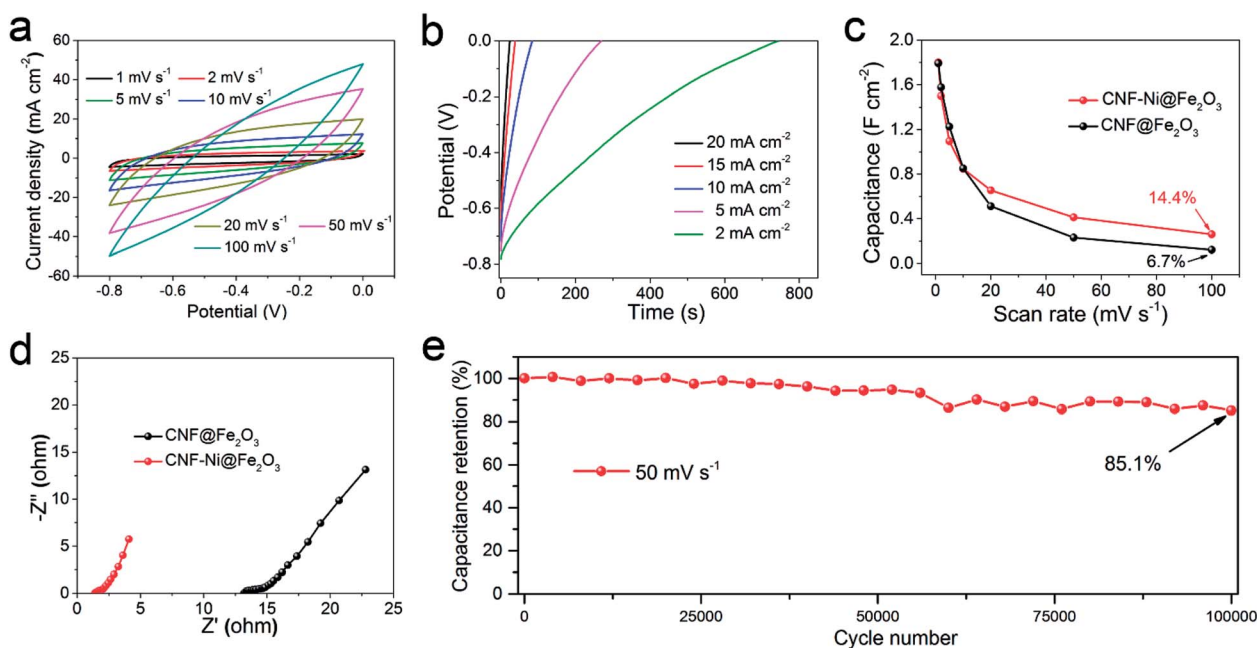 a
60
40
20
0
-20
-40
-60
Current density (mA cm⁻²)
1 mV s⁻¹ 2 mV s⁻¹
5 mV s⁻¹ 10 mV s⁻¹
20 mV s⁻¹ 50 mV s⁻¹
100 mV s⁻¹
-0.8 -0.6 -0.4 -0.2 0.0
Potential (V)
b
0.0
-0.2
-0.4
-0.6
-0.8
Potential (V)
20 mA cm⁻²
15 mA cm⁻²
10 mA cm⁻²
5 mA cm⁻²
2 mA cm⁻²
0 200 400 600 800
Time (s)
c
2.0
1.6
1.2
0.8
0.4
0.0
Capacitance (F cm⁻²)
CNF-Ni@Fe₂O₃
CNF@Fe₂O₃
14.4%
6.7%
0 20 40 60 80 100
Scan rate (mV s⁻¹)
d
25
20
15
10
5
0
-Z'' (ohm)
CNF@Fe₂O₃
CNF-Ni@Fe₂O₃
0 5 10 15 20 25
Z' (ohm)
e
100
80
60
40
20
0
Capacitance retention (%)
50 mV s⁻¹
85.1%
0 25000 50000 75000 100000
Cycle number